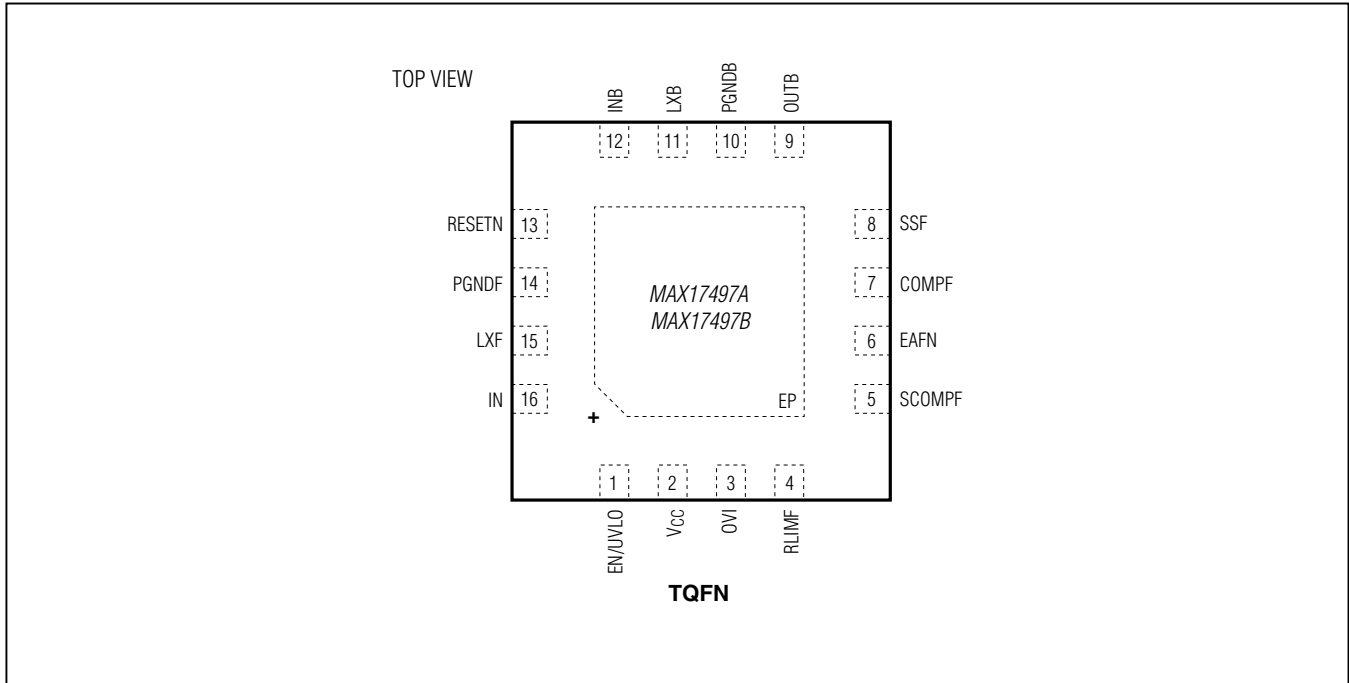 TOP VIEW
INB
LXB
PGNDB
OUTB
12
11
10
9
RESETN 13
8 SSF
PGNDF 14
7 COMPF
MAX17497A
MAX17497B
LXF 15
6 EAFN
IN 16
5 SCOMPF
EP
+
1
2
3
4
EN/UVLO
VCC
OVI
RLIMF
TQFN